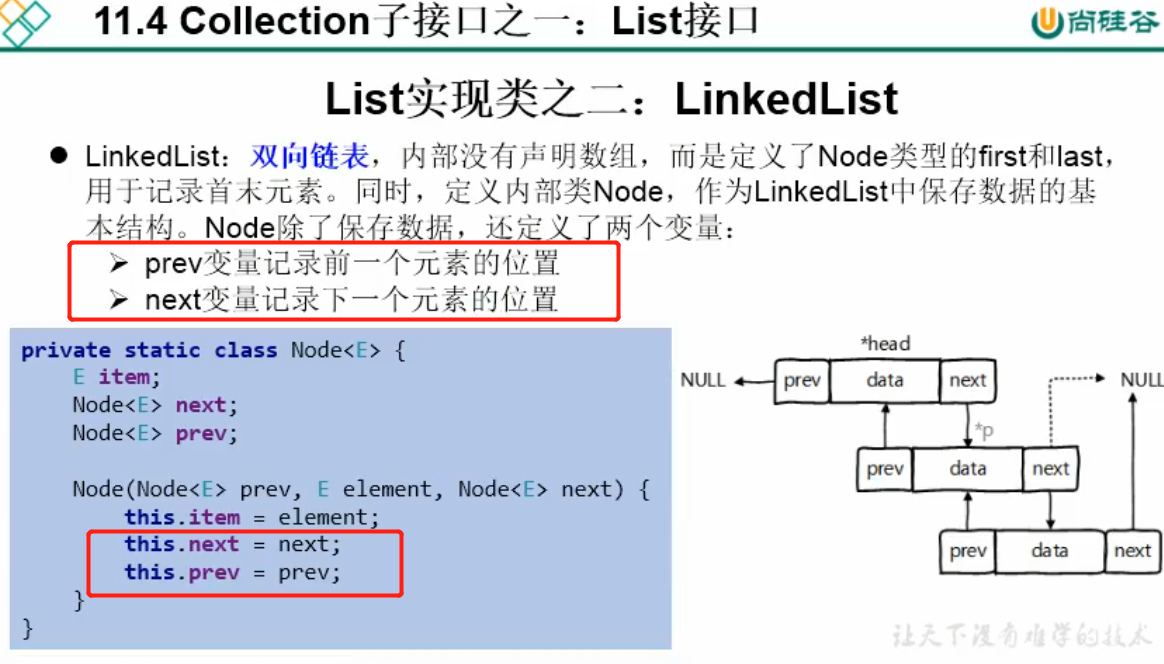 11.4 Collection子接口之一：List接口
尚硅谷
List实现类之二：LinkedList
● LinkedList：双向链表，内部没有声明数组，而是定义了Node类型的first和last，
用于记录首末元素。同时，定义内部类Node，作为LinkedList中保存数据的基
本结构。Node除了保存数据，还定义了两个变量：
➢ prev变量记录前一个元素的位置
➢ next变量记录下一个元素的位置
private static class Node<E> {
E item;
Node<E> next;
Node<E> prev;
Node(Node<E> prev, E element, Node<E> next) {
this.item = element;
this.next = next;
this.prev = prev;
}
}
*head
NULL prev data next NULL
*p
prev data next
prev data next
让天下没有难学的技术